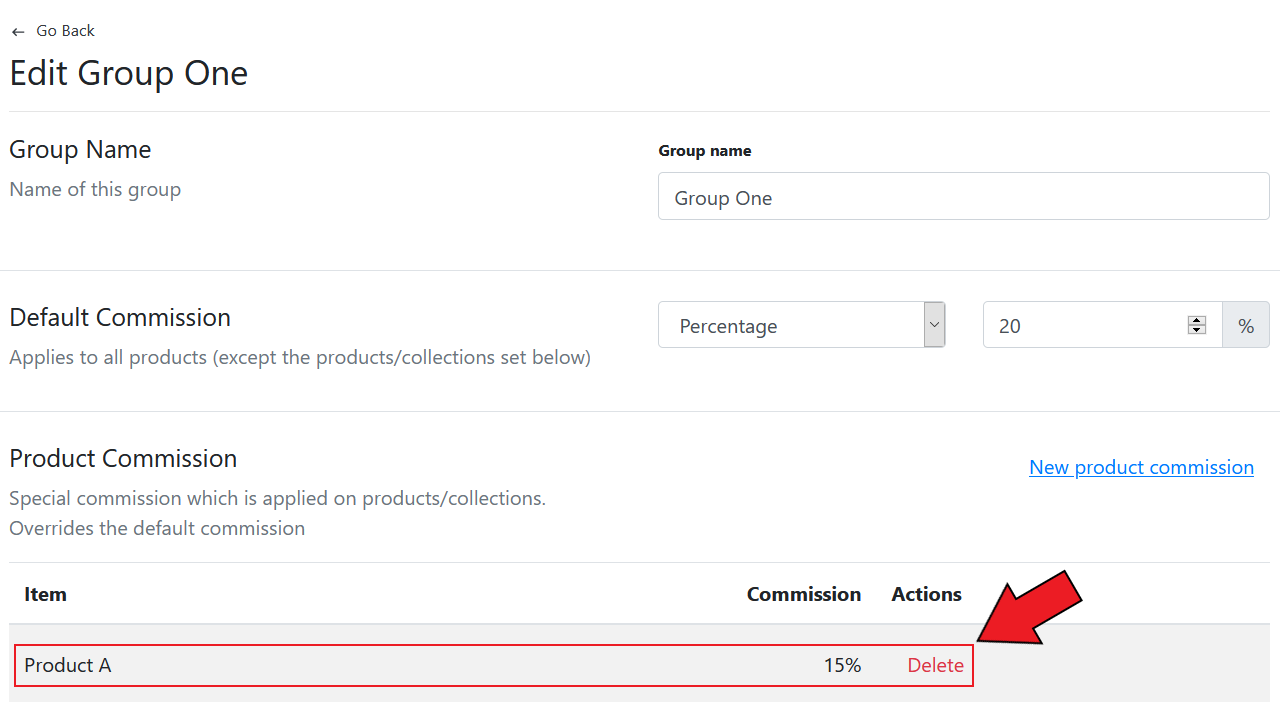 ← Go Back
Edit Group One
Group Name
Name of this group
Group name
Group One
Default Commission
Applies to all products (except the products/collections set below)
Percentage
20
%
Product Commission
Special commission which is applied on products/collections.
Overrides the default commission
New product commission
Item Commission Actions
Product A 15% Delete